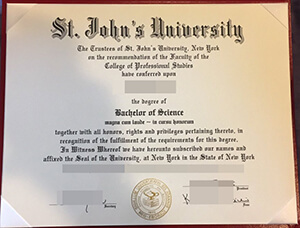 St. John's University
The Trustees of St. John's University, New York
on the recommendation of the Faculty of the
College of Professional Studies
have conferred upon
the degree of
Bachelor of Science
magna cum laude — in cursu honorum
together with all honors, rights and privileges pertaining thereto, in
recognition of the fulfillment of the requirements for this degree.
In Witness Whereof we have hereunto subscribed our names and
affixed the Seal of the University, at New York in the State of New York
President